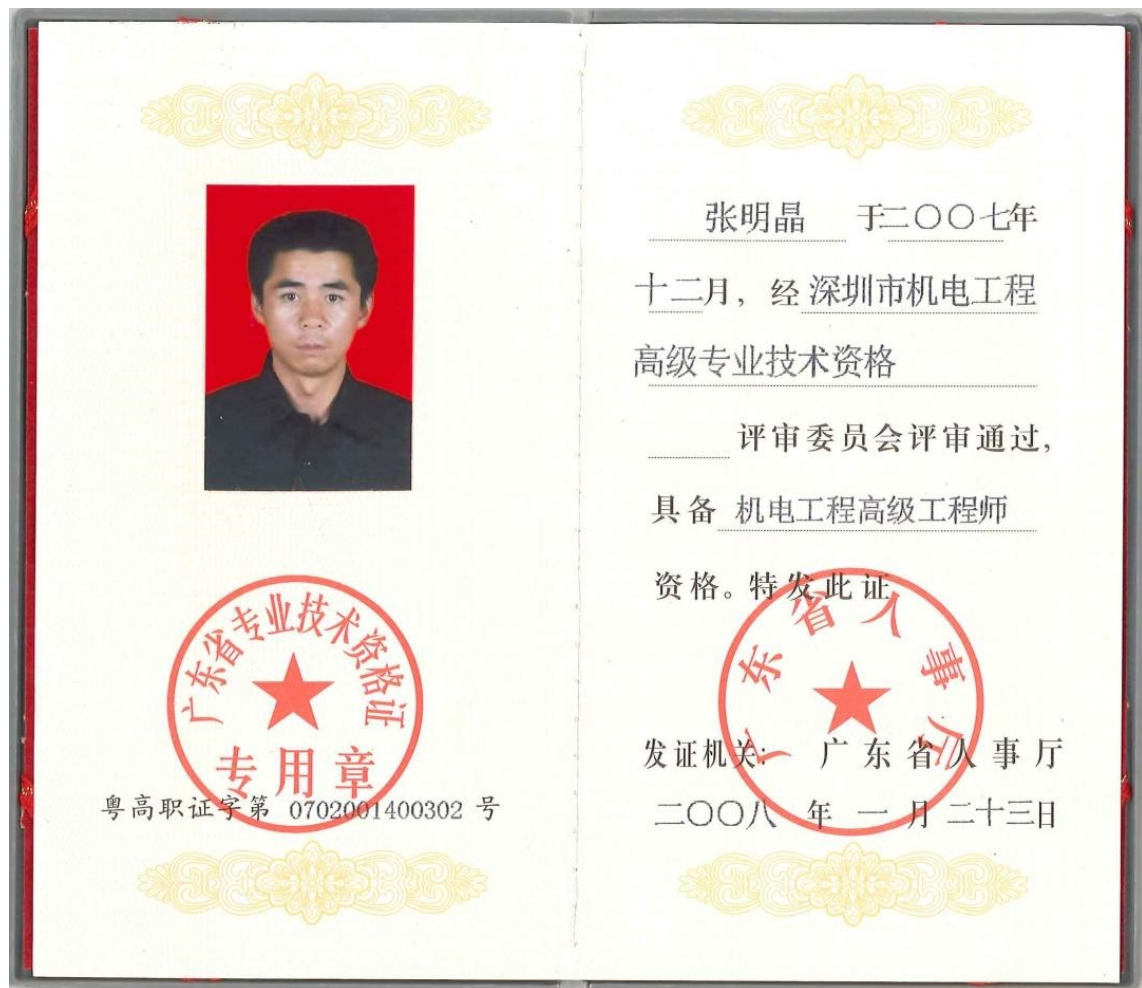 广东省专业技术资格证
专用章
粤高职证字第 0702001400302 号
张明晶 于二〇〇七年
十二月，经深圳市机电工程
高级专业技术资格
评审委员会评审通过，
具备 机电工程高级工程师
资格。特发此证
广东省人事厅
发证机关: 广东省人事厅
二〇〇八 年 一 月 二十三日